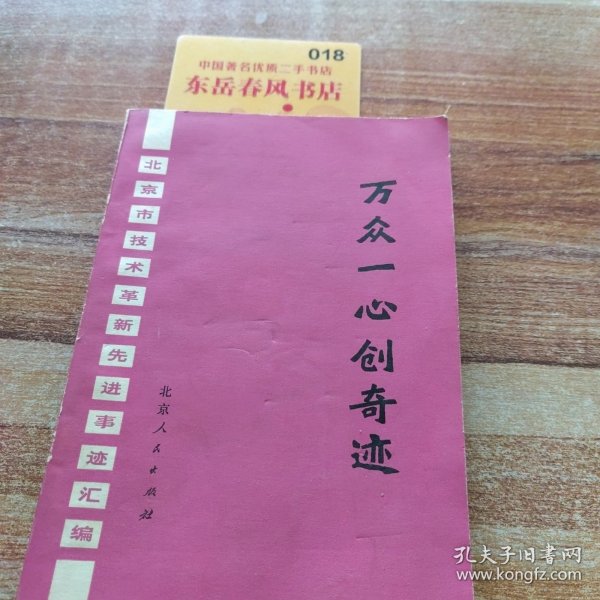 018
中国著名优质二手书店
东岳春风书店
万众一心创奇迹
北京市技术革新先进事迹汇编
北京人民出版社
孔夫子旧书网
www.kongfz.com